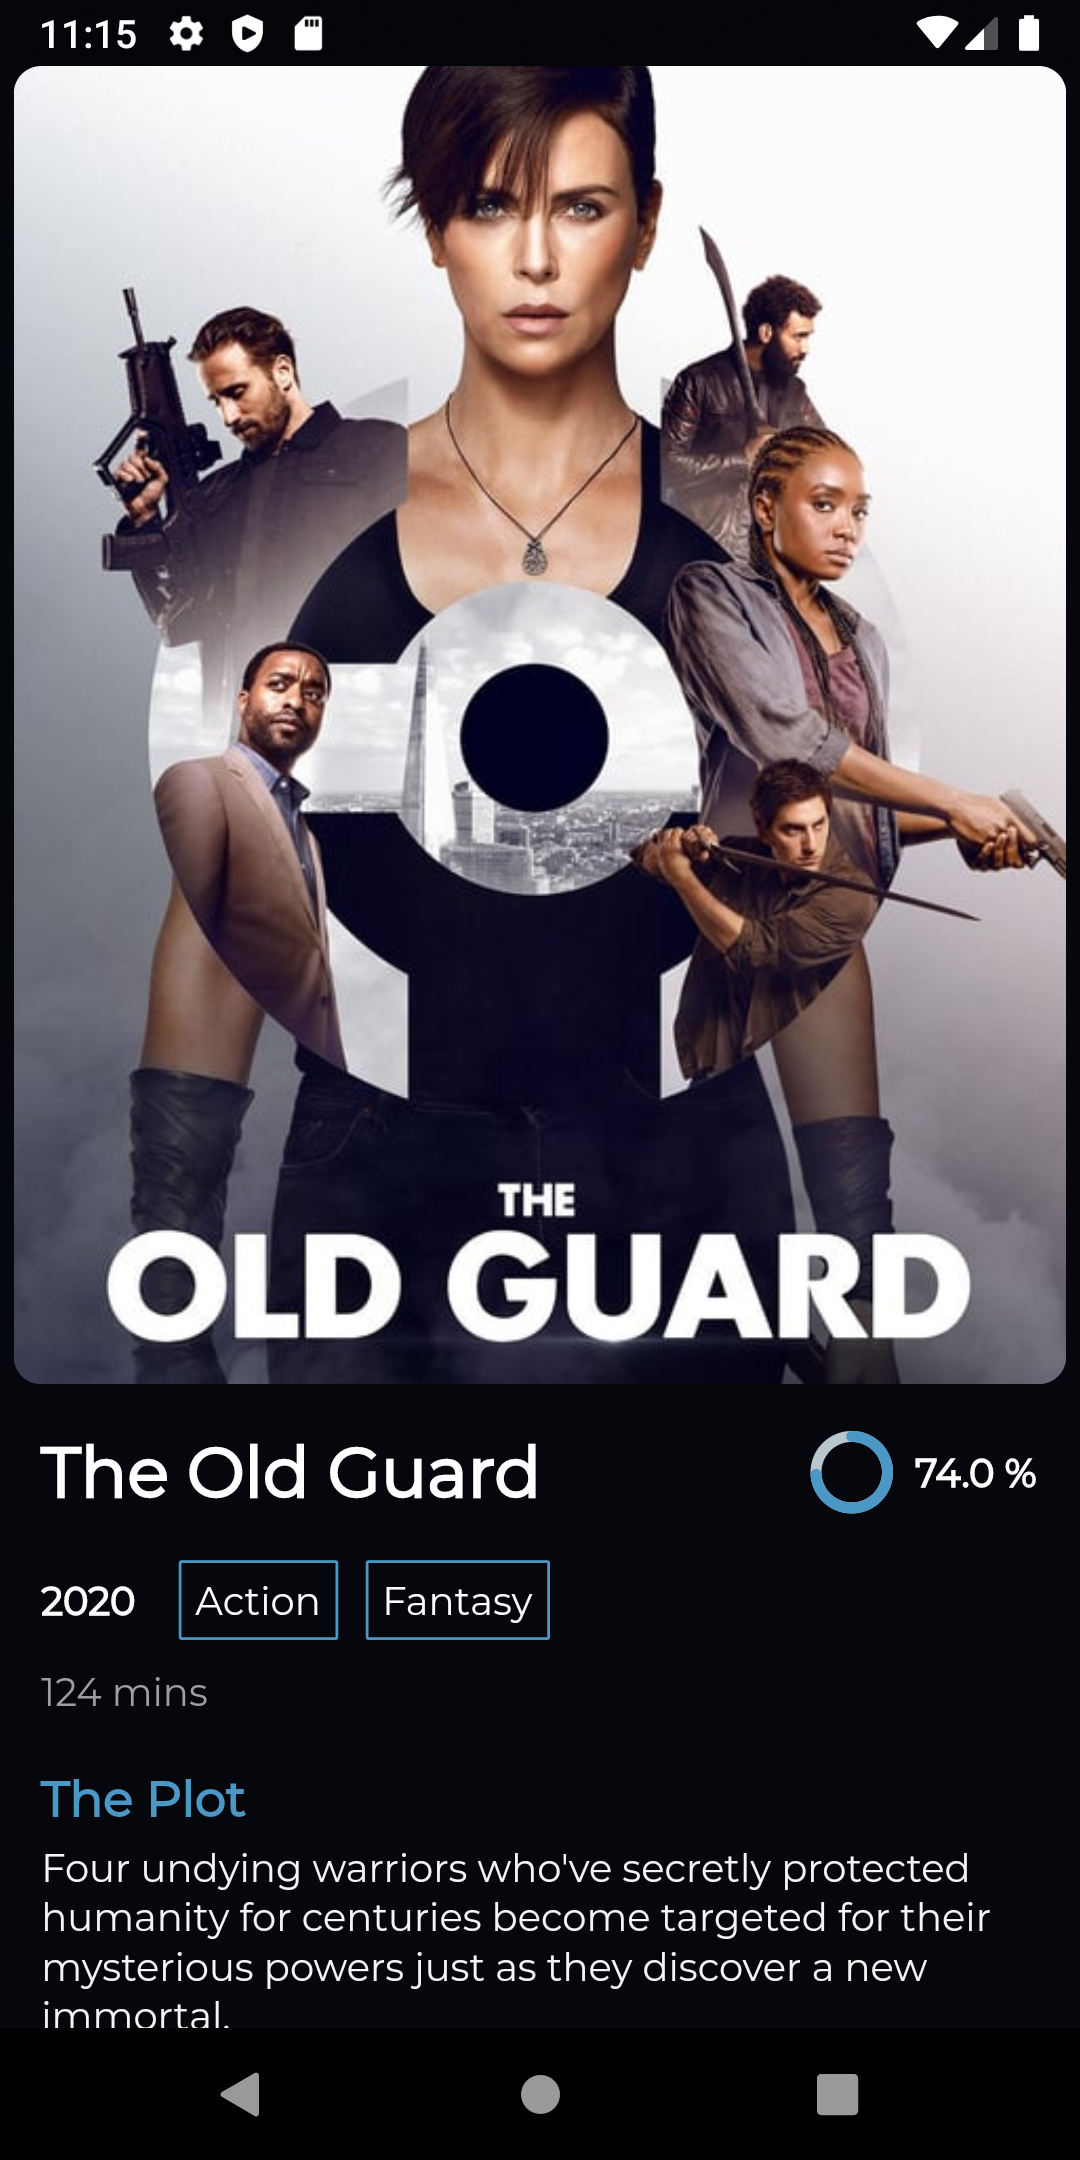 11:15
THE
OLD GUARD
The Old Guard
74.0 %
2020
Action
Fantasy
124 mins
The Plot
Four undying warriors who've secretly protected
humanity for centuries become targeted for their
mysterious powers just as they discover a new
immortal.